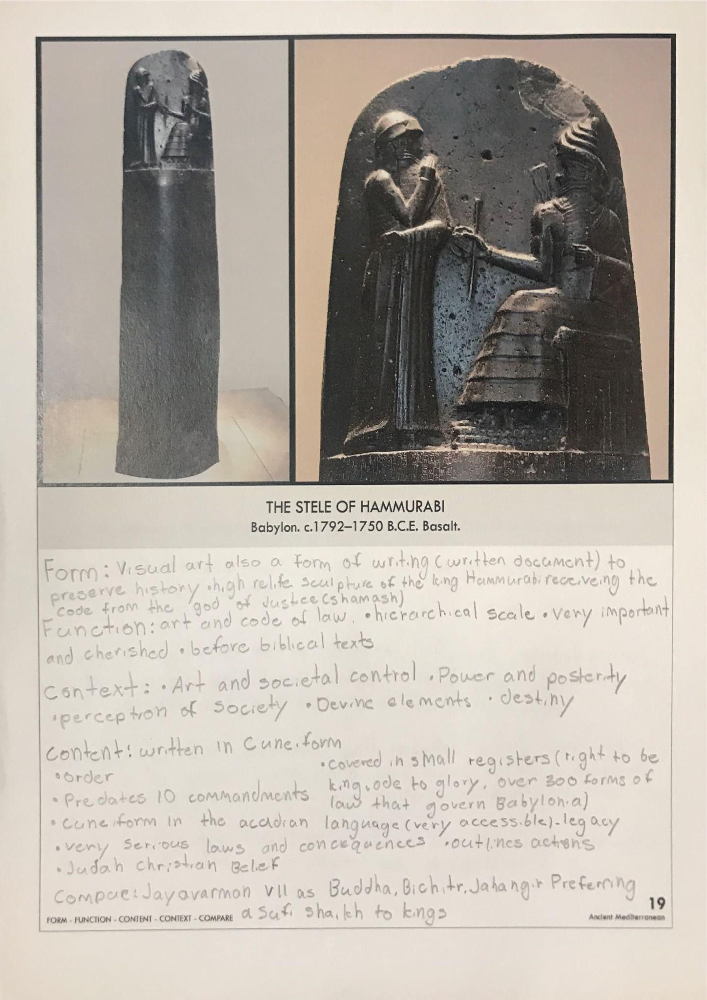 THE STELE OF HAMMURABI
Babylon. c.1792–1750 B.C.E. Basalt.
Form: Visual art also a form of writing (written document) to
preserve history •high relife sculpture of the king Hammurabi receiveing the
code from the god of Justice (shamash)
Function: art and code of law. •hierarchical scale •very important
and cherished •before biblical texts
Context: •Art and societal control •Power and posterity
•perception of society •Devine elements •destiny
Content: written in Cuneiform
•order
•Predates 10 commandments
•covered in small registers (right to be
king, ode to glory, over 300 forms of
law that govern Babylonia)
•cuneiform in the acadian language (very accessible)-legacy
•very serious laws and concequences •outlines actions
•Judah christian Belief
Compae: Jayavarman VII as Buddha, Bichitr, Jahangir Preferring
a Sufi shaikh to kings
FORM - FUNCTION - CONTENT - CONTEXT - COMPARE
19
Ancient Mediterranean